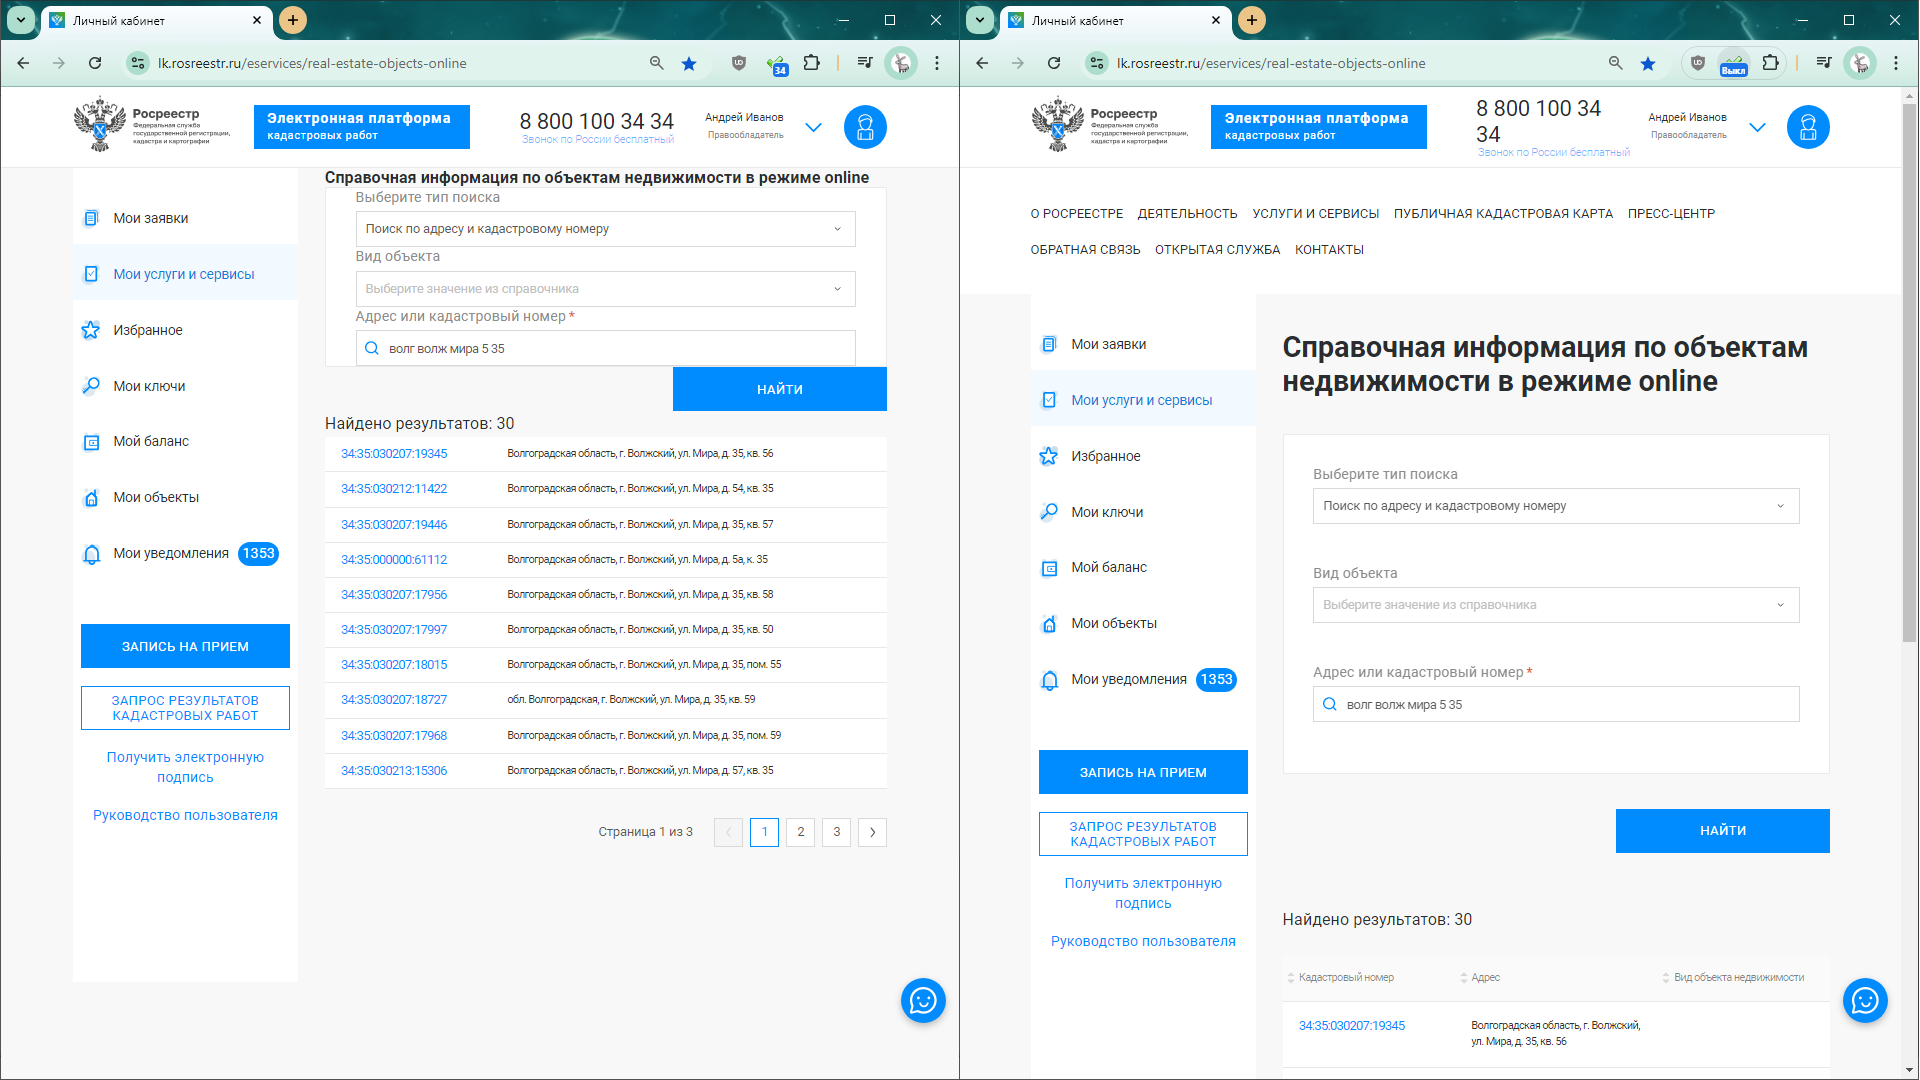 Личный кабинет
lk.rosreestr.ru/eservices/real-estate-objects-online
34
Росреестр
Федеральная служба
государственной регистрации,
кадастра и картографии
Электронная платформа
кадастровых работ
8 800 100 34 34
Звонок по России бесплатный
Андрей Иванов
Правообладатель
Мои заявки
Мои услуги и сервисы
Избранное
Мои ключи
Мой баланс
Мои объекты
Мои уведомления 1353
ЗАПИСЬ НА ПРИЕМ
ЗАПРОС РЕЗУЛЬТАТОВ
КАДАСТРОВЫХ РАБОТ
Получить электронную
подпись
Руководство пользователя
Справочная информация по объектам недвижимости в режиме online
Выберите тип поиска
Поиск по адресу и кадастровому номеру
Вид объекта
Выберите значение из справочника
Адрес или кадастровый номер *
волг волж мира 5 35
НАЙТИ
Найдено результатов: 30
34:35:030207:19345 Волгоградская область, г. Волжский, ул. Мира, д. 35, кв. 56
34:35:030212:11422 Волгоградская область, г. Волжский, ул. Мира, д. 54, кв. 35
34:35:030207:19446 Волгоградская область, г. Волжский, ул. Мира, д. 35, кв. 57
34:35:000000:61112 Волгоградская область, г. Волжский, ул. Мира, д. 5а, к. 35
34:35:030207:17956 Волгоградская область, г. Волжский, ул. Мира, д. 35, кв. 58
34:35:030207:17997 Волгоградская область, г. Волжский, ул. Мира, д. 35, кв. 50
34:35:030207:18015 Волгоградская область, г. Волжский, ул. Мира, д. 35, пом. 55
34:35:030207:18727 обл. Волгоградская, г. Волжский, ул. Мира, д. 35, кв. 59
34:35:030207:17968 Волгоградская область, г. Волжский, ул. Мира, д. 35, пом. 59
34:35:030213:15306 Волгоградская область, г. Волжский, ул. Мира, д. 57, кв. 35
Страница 1 из 3 1 2 3
Личный кабинет
lk.rosreestr.ru/eservices/real-estate-objects-online
Выкл
Росреестр
Федеральная служба
государственной регистрации,
кадастра и картографии
Электронная платформа
кадастровых работ
8 800 100 34
34
Звонок по России бесплатный
Андрей Иванов
Правообладатель
О РОСРЕЕСТРЕ ДЕЯТЕЛЬНОСТЬ УСЛУГИ И СЕРВИСЫ ПУБЛИЧНАЯ КАДАСТРОВАЯ КАРТА ПРЕСС-ЦЕНТР
ОБРАТНАЯ СВЯЗЬ ОТКРЫТАЯ СЛУЖБА КОНТАКТЫ
Мои заявки
Мои услуги и сервисы
Избранное
Мои ключи
Мой баланс
Мои объекты
Мои уведомления 1353
ЗАПИСЬ НА ПРИЕМ
ЗАПРОС РЕЗУЛЬТАТОВ
КАДАСТРОВЫХ РАБОТ
Получить электронную
подпись
Руководство пользователя
Справочная информация по объектам
недвижимости в режиме online
Выберите тип поиска
Поиск по адресу и кадастровому номеру
Вид объекта
Выберите значение из справочника
Адрес или кадастровый номер *
волг волж мира 5 35
НАЙТИ
Найдено результатов: 30
Кадастровый номер Адрес Вид объекта недвижимости
34:35:030207:19345 Волгоградская область, г. Волжский,
ул. Мира, д. 35, кв. 56